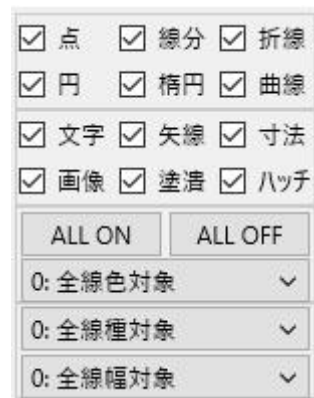 点 線分 折線
円 楕円 曲線
文字 矢線 寸法
画像 塗潰 ハッチ
ALL ON ALL OFF
0: 全線色対象
0: 全線種対象
0: 全線幅対象